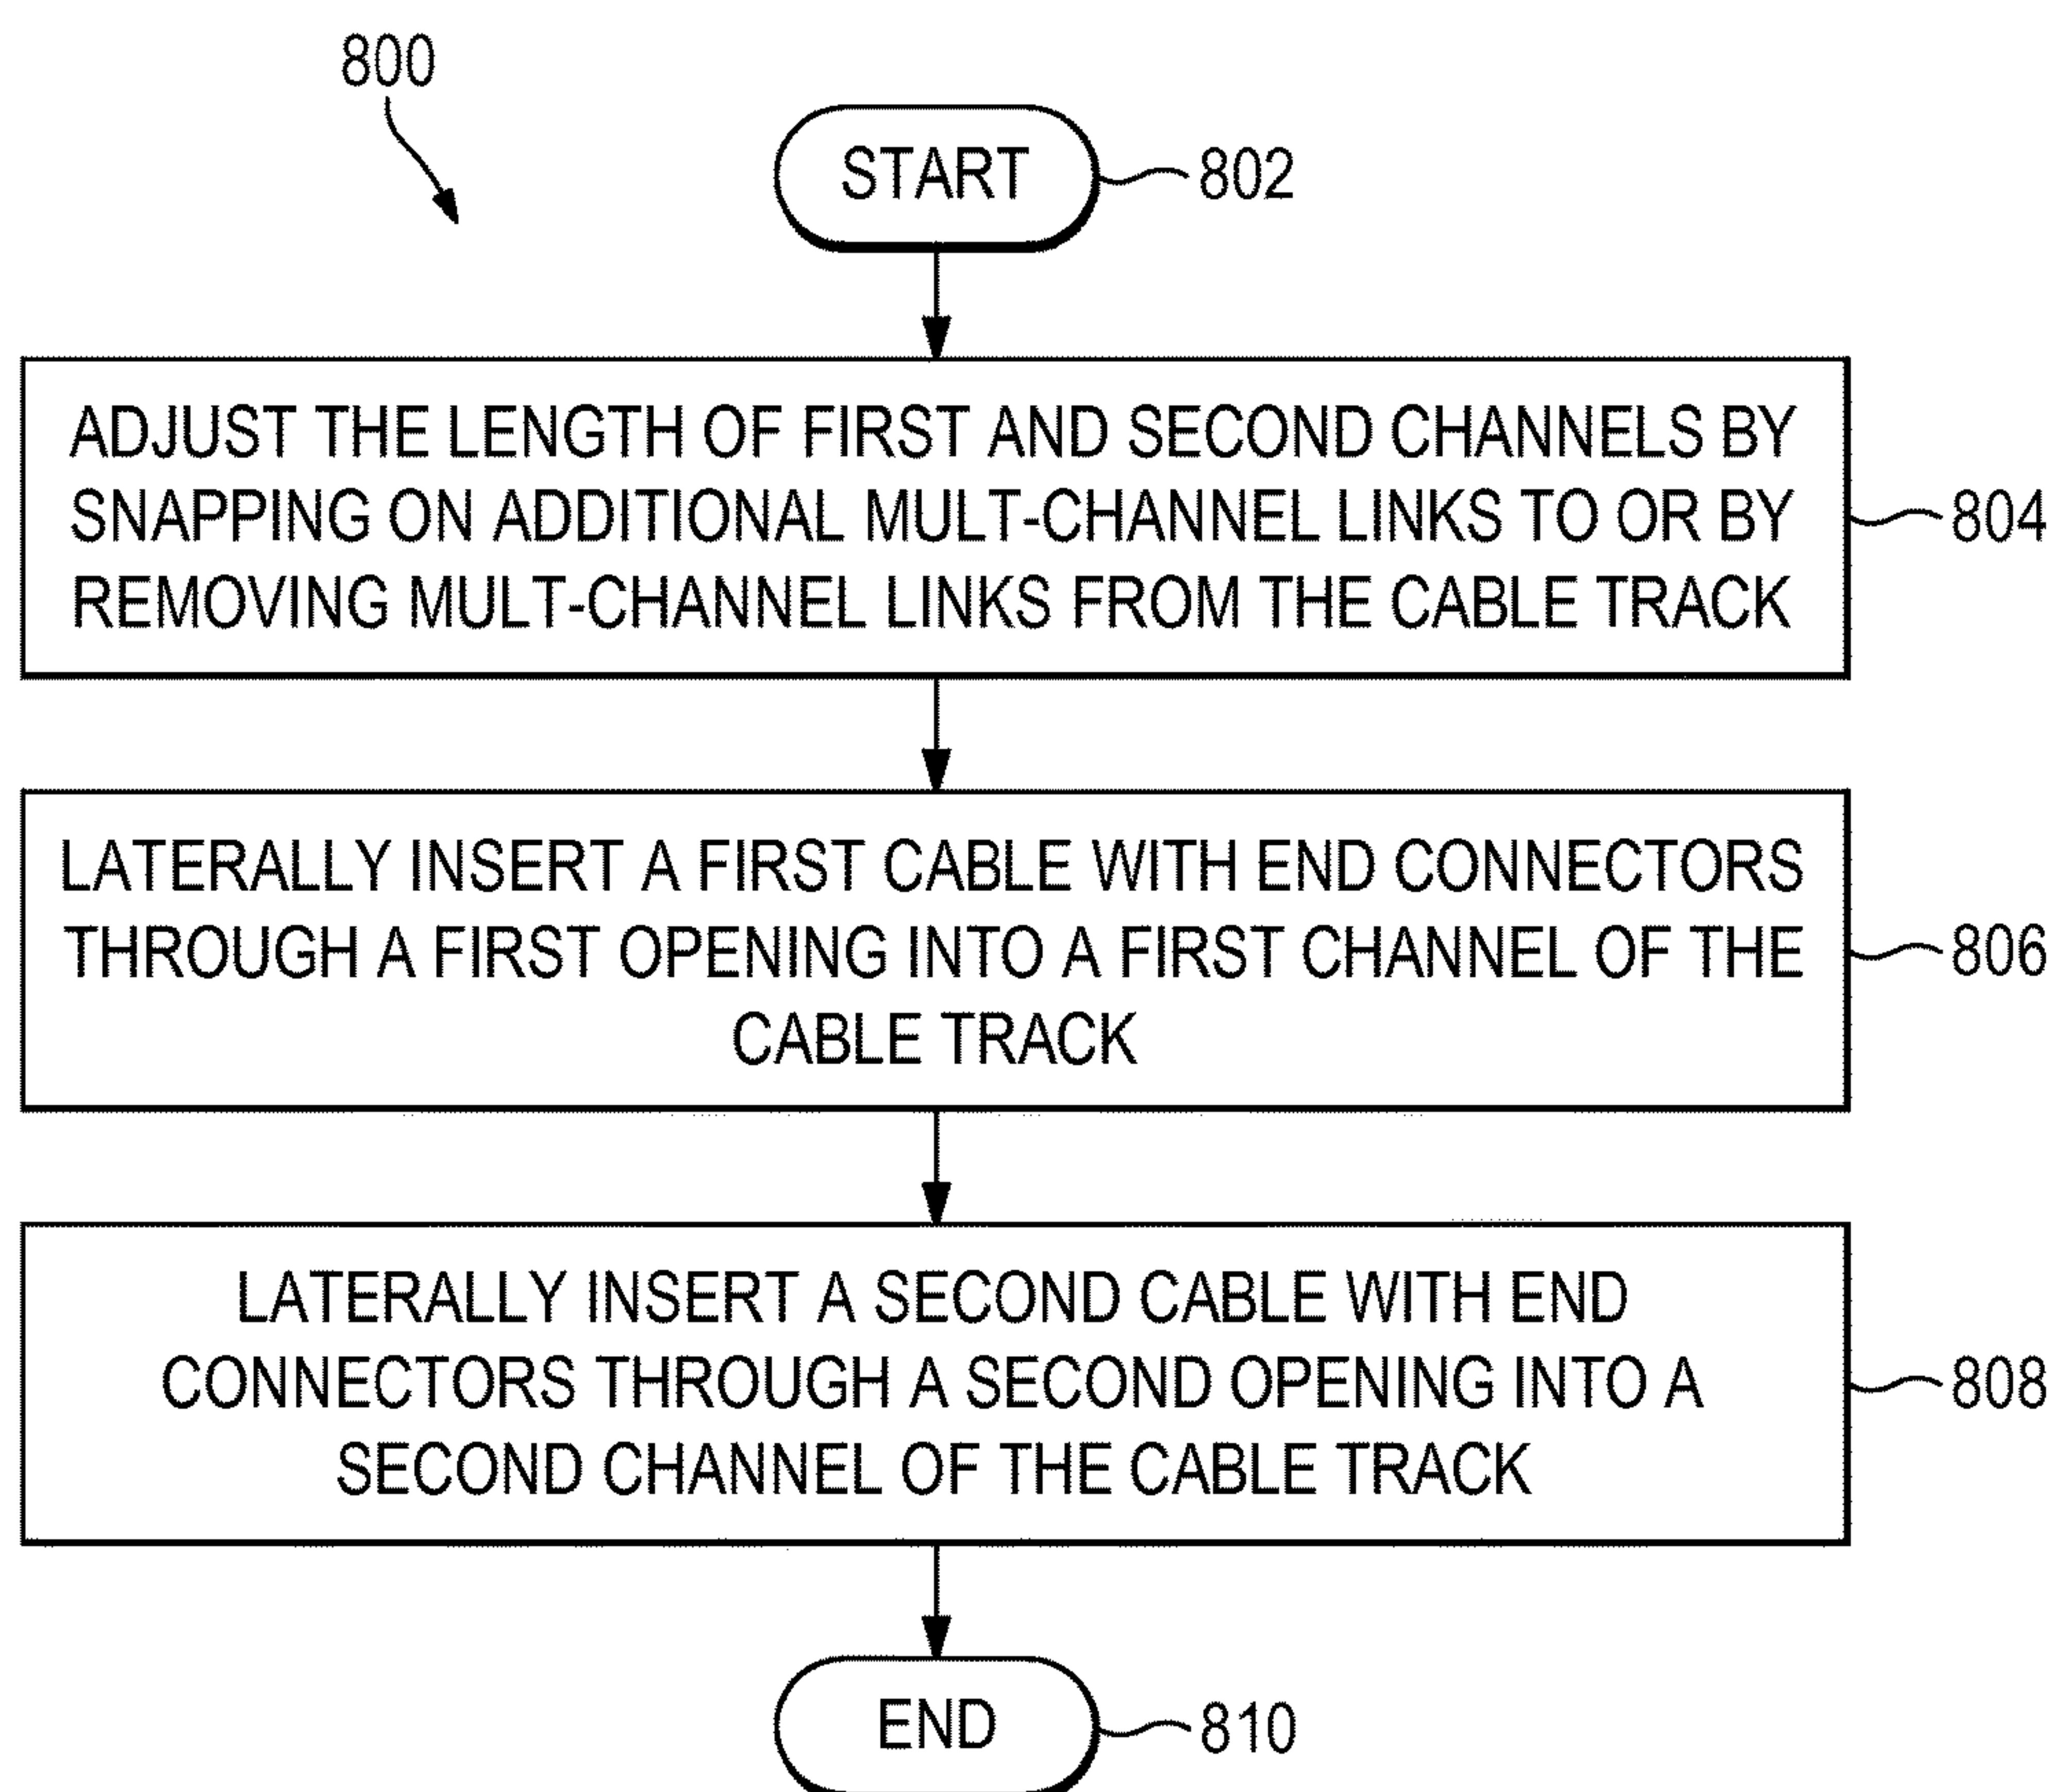 800
START
802
ADJUST THE LENGTH OF FIRST AND SECOND CHANNELS BY
SNAPPING ON ADDITIONAL MULT-CHANNEL LINKS TO OR BY
REMOVING MULT-CHANNEL LINKS FROM THE CABLE TRACK
804
LATERALLY INSERT A FIRST CABLE WITH END CONNECTORS
THROUGH A FIRST OPENING INTO A FIRST CHANNEL OF THE
CABLE TRACK
806
LATERALLY INSERT A SECOND CABLE WITH END
CONNECTORS THROUGH A SECOND OPENING INTO A
SECOND CHANNEL OF THE CABLE TRACK
808
END
810